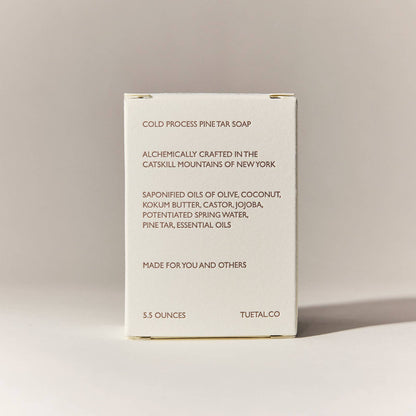 COLD PROCESS PINE TAR SOAP
ALCHEMICALLY CRAFTED IN THE
CATSKILL MOUNTAINS OF NEW YORK
SAPONIFIED OILS OF OLIVE, COCONUT,
KOKUM BUTTER, CASTOR, JOJOBA,
POTENTIATED SPRING WATER,
PINE TAR, ESSENTIAL OILS
MADE FOR YOU AND OTHERS
5.5 OUNCES TUETAL.CO